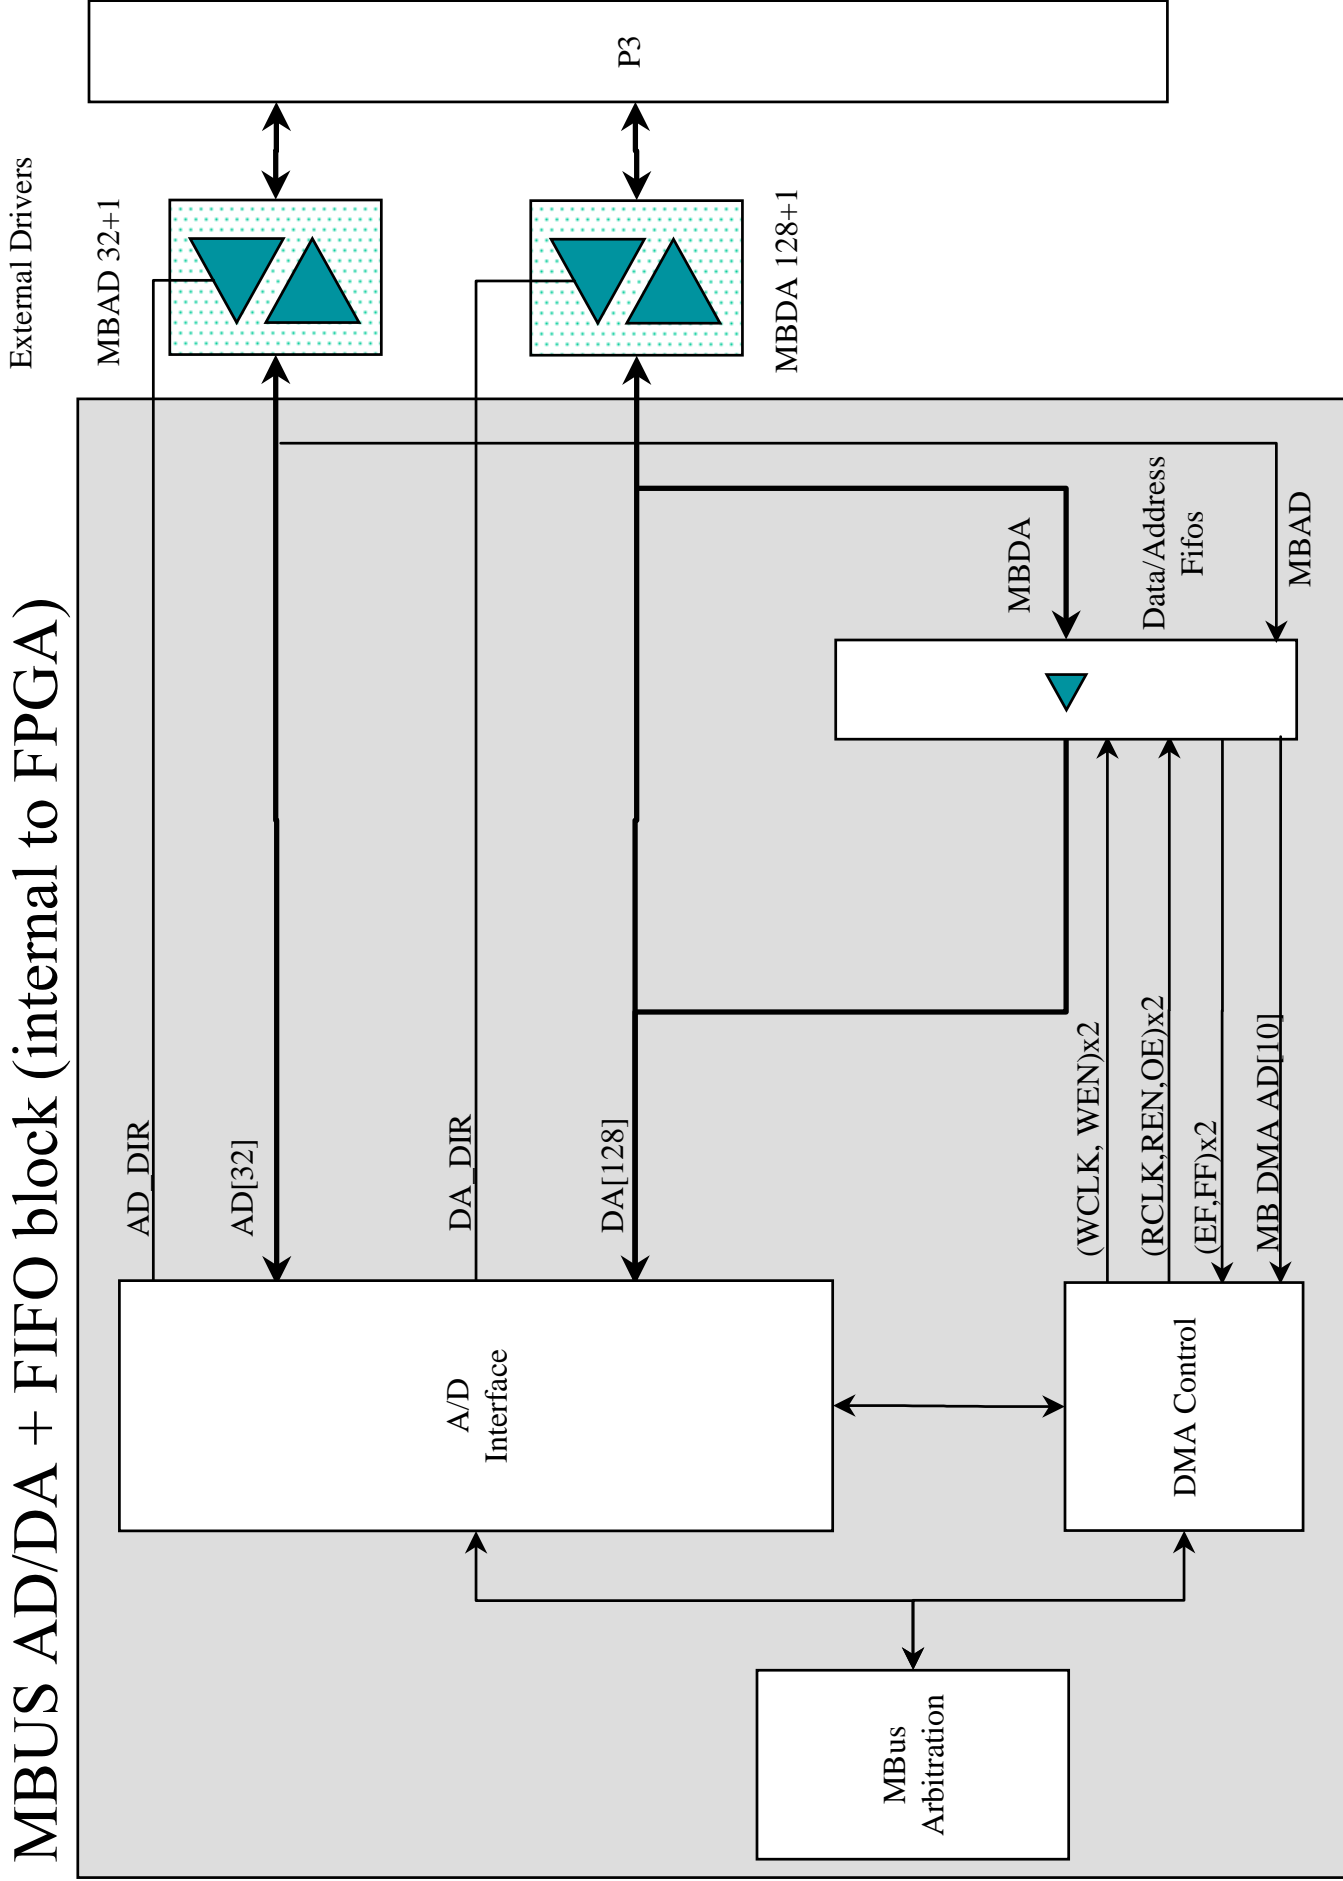 MBUS AD/DA + FIFO block (internal to FPGA)
External Drivers
MBAD 32+1
AD_DIR
AD[32]
DA_DIR
DA[128]
MBDA 128+1
P3
A/D
Interface
MBus
Arbitration
DMA Control
(WCLK, WEN)x2
(RCLK,REN,OE)x2
(EF,FF)x2
MB DMA AD[10]
MBDA
Data/Address
Fifos
MBAD